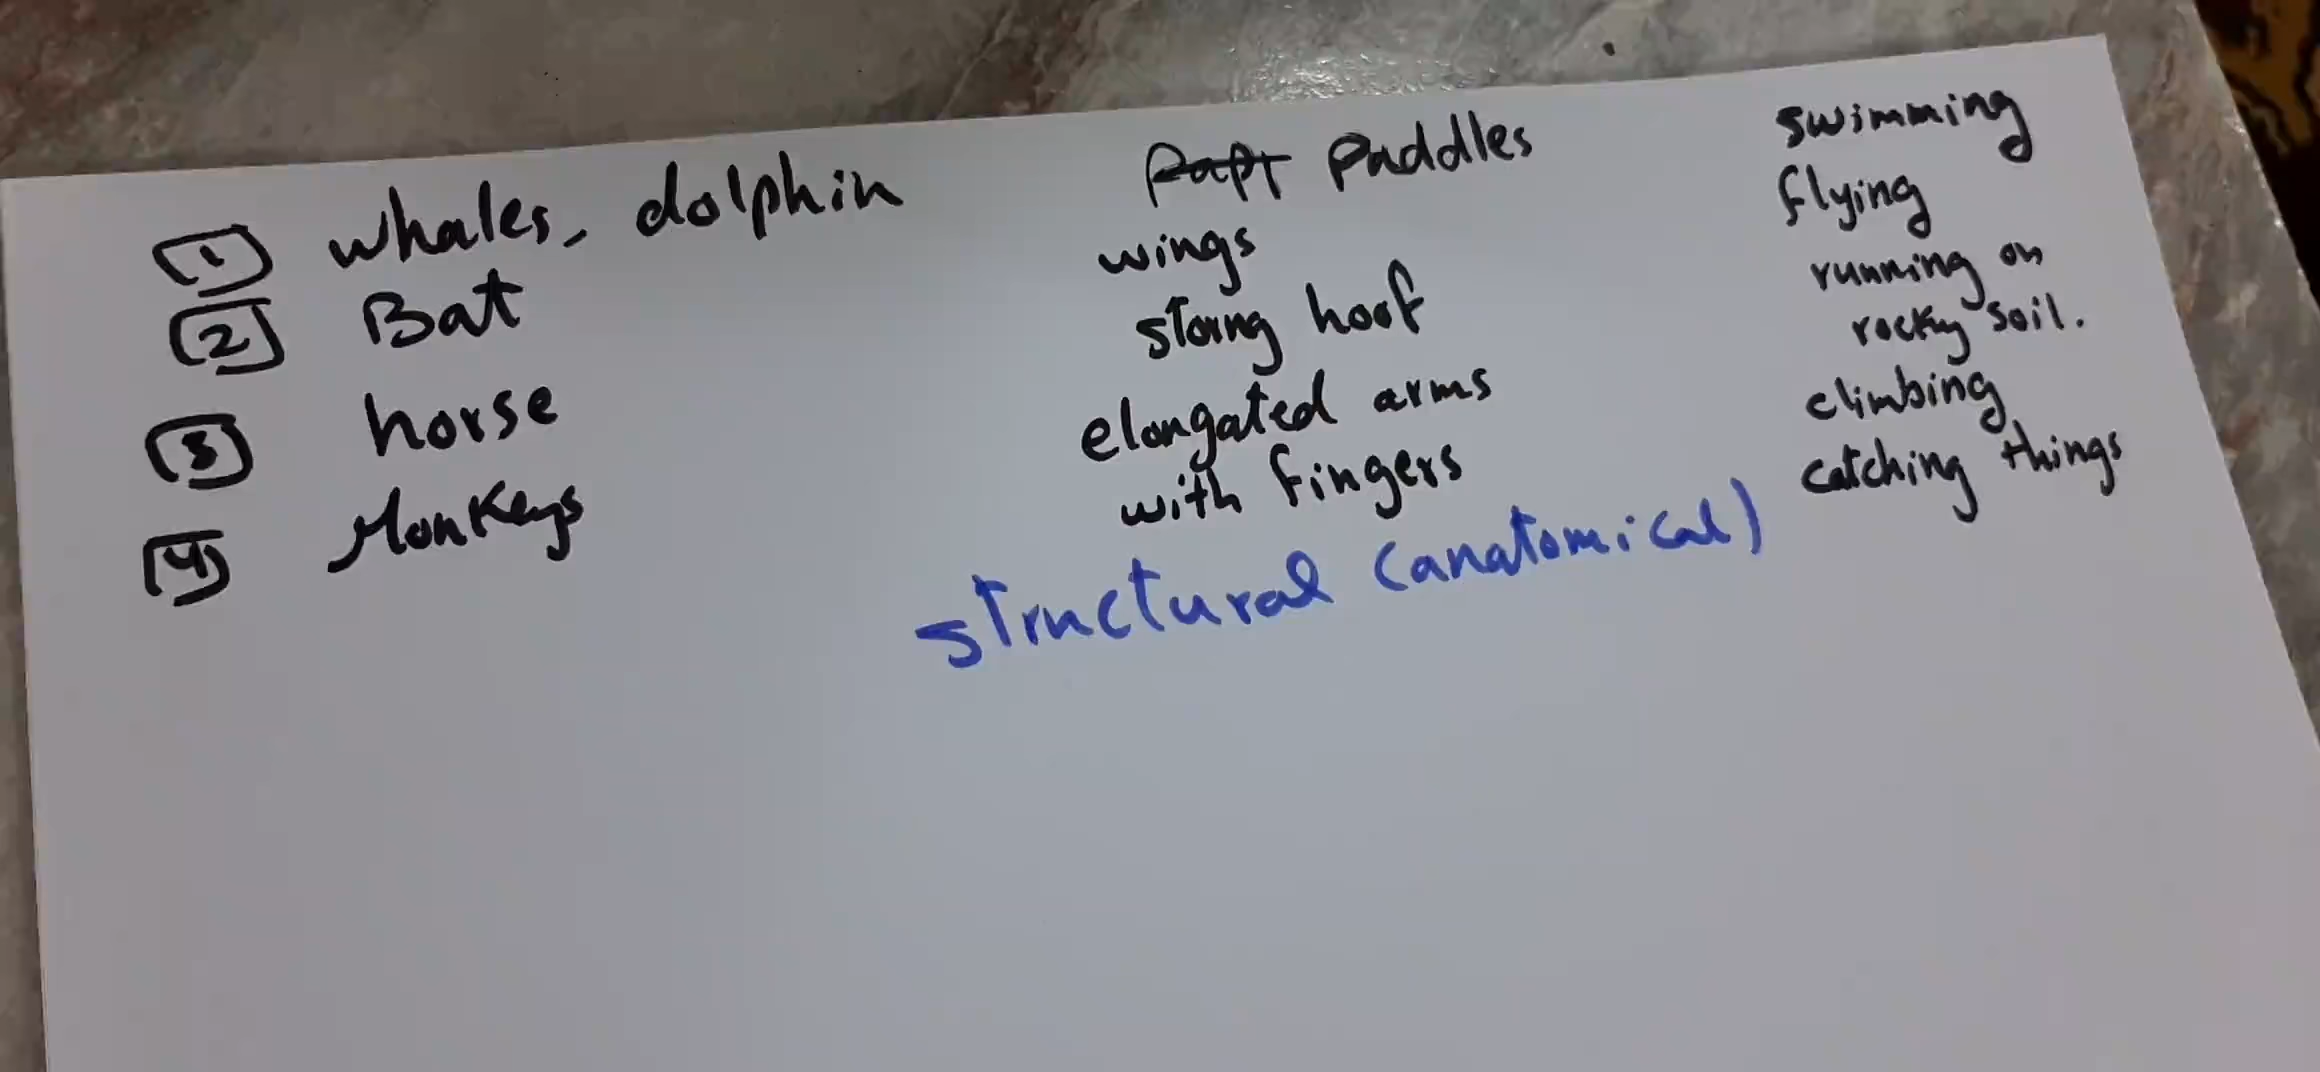 1 whales, dolphin Paddles swimming
2 Bat wings flying
3 horse stoing hoof running on
rocky soil.
4 Monkeys elongated arms climbing
with fingers catching things
structural (anatomical)